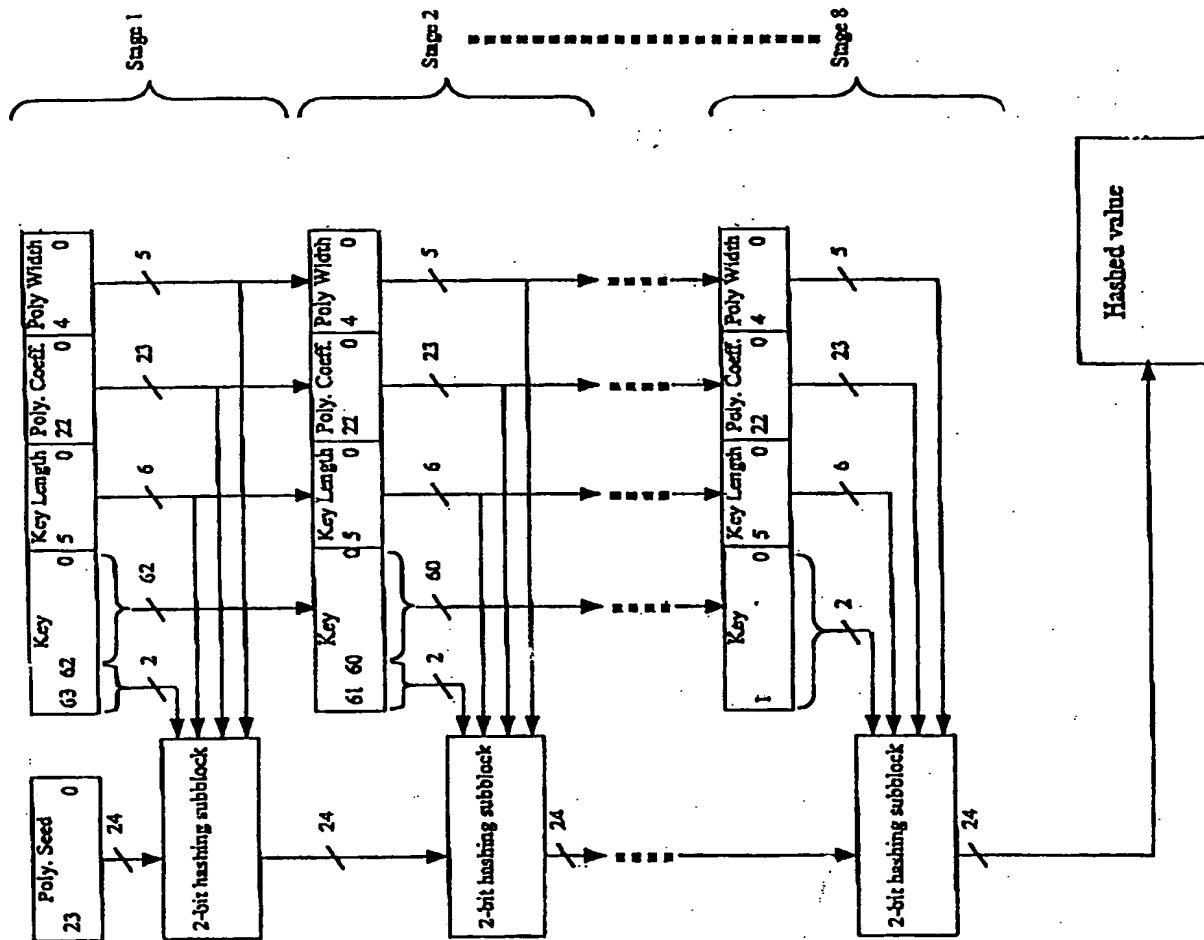 Stage 1
Stage 2
Stage 8
Poly. Seed
23 0
Key
63 62 0
Key Length
5 0
Poly. Coeff.
22 0
Poly Width
4 0
24
2
62
6
23
5
2-bit hashing subblock
24
Key
61 60 0
Key Length
5 0
Poly. Coeff.
22 0
Poly Width
4 0
2
60
6
23
5
2-bit hashing subblock
24
Key
1 0
Key Length
5 0
Poly. Coeff.
22 0
Poly Width
4 0
2
6
23
5
2-bit hashing subblock
24
Hashed value